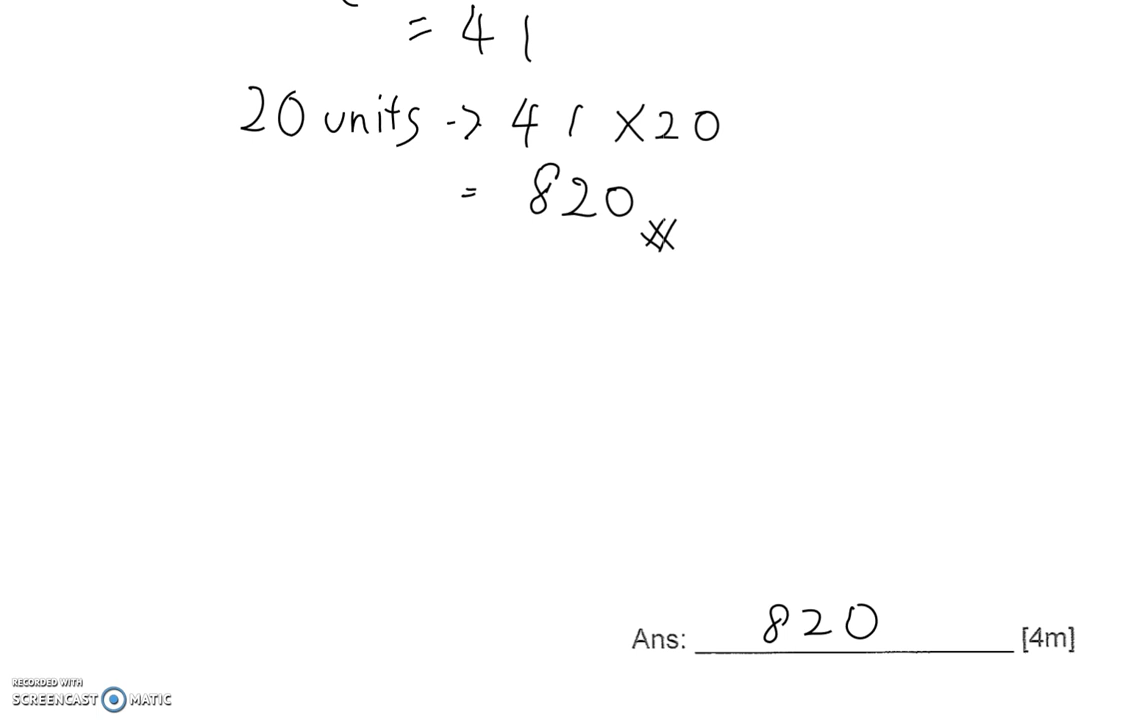 = 41
20 units -> 41 × 20
= 820
Ans: 820 [4m]
RECORDED WITH
SCREENCAST MATIC